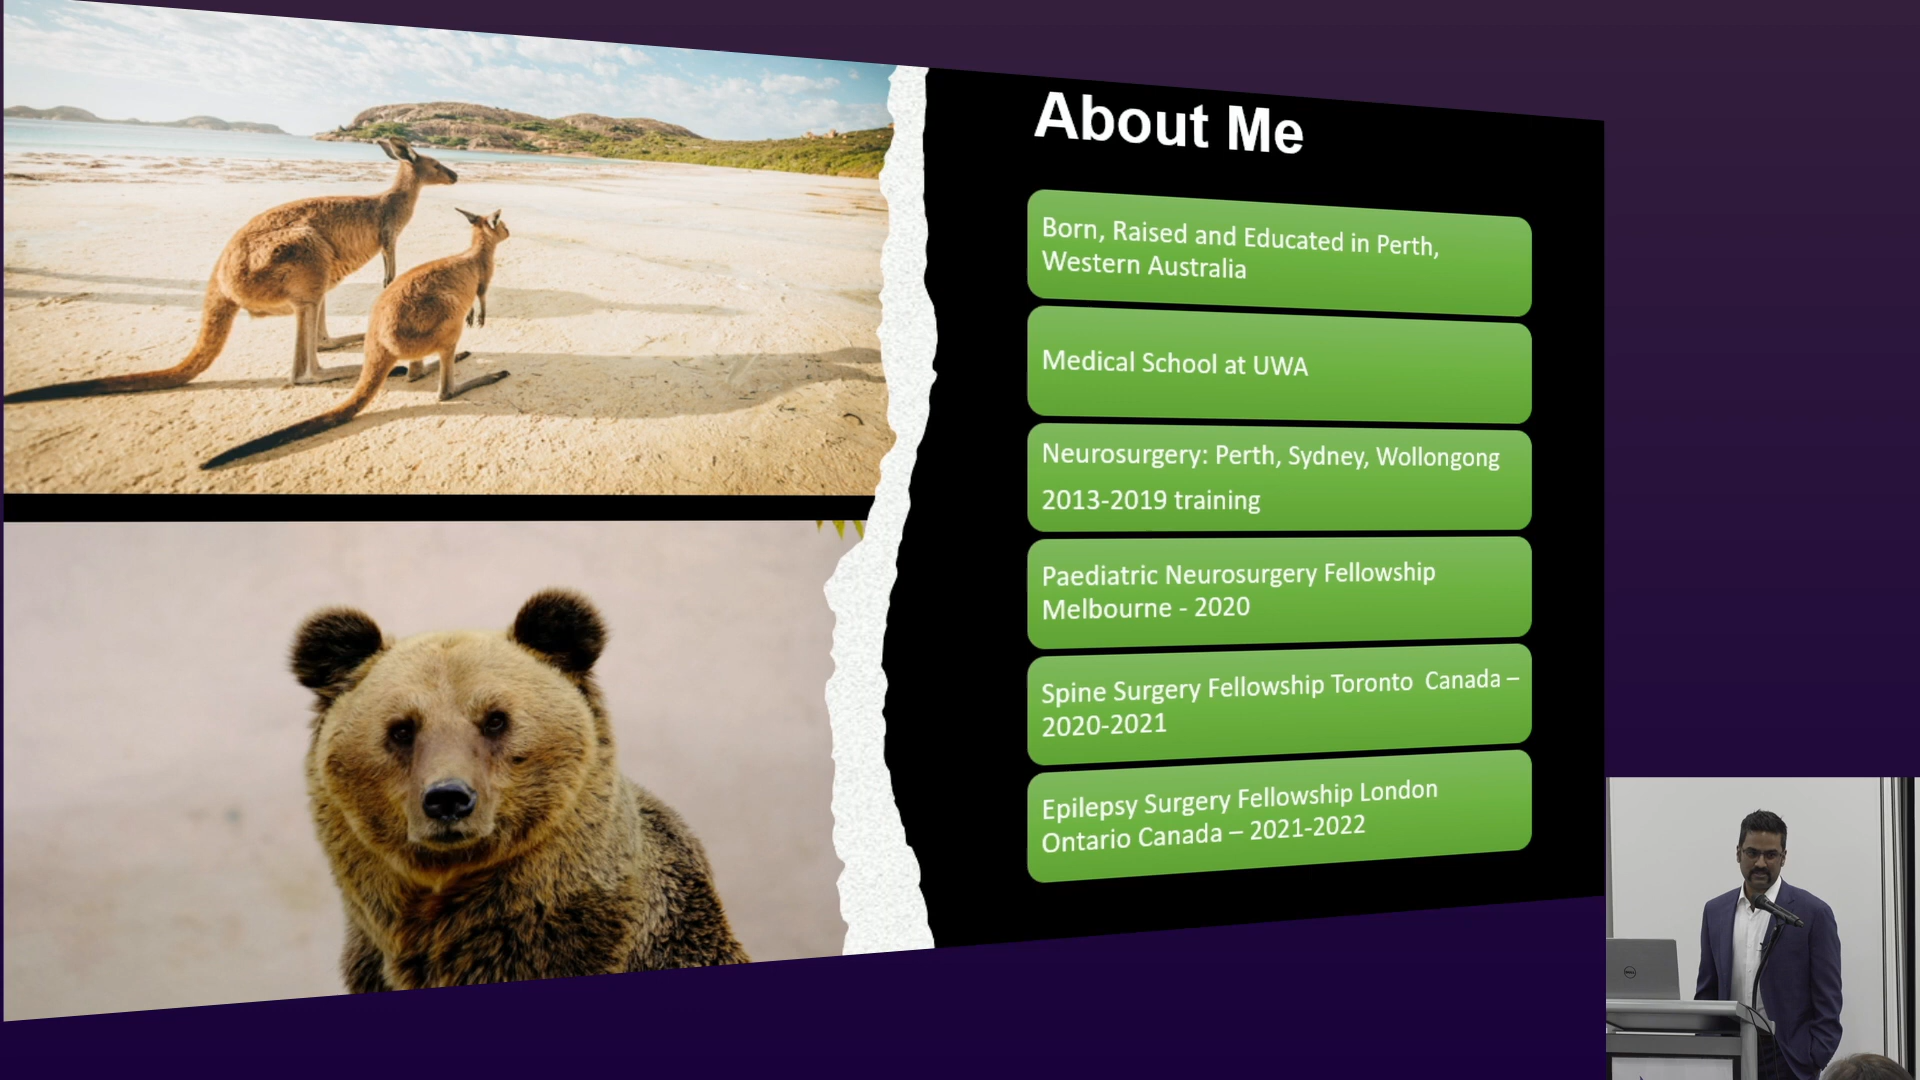 About Me
Born, Raised and Educated in Perth,
Western Australia
Medical School at UWA
Neurosurgery: Perth, Sydney, Wollongong
2013-2019 training
Paediatric Neurosurgery Fellowship
Melbourne - 2020
Spine Surgery Fellowship Toronto  Canada –
2020-2021
Epilepsy Surgery Fellowship London
Ontario Canada – 2021-2022
DELL